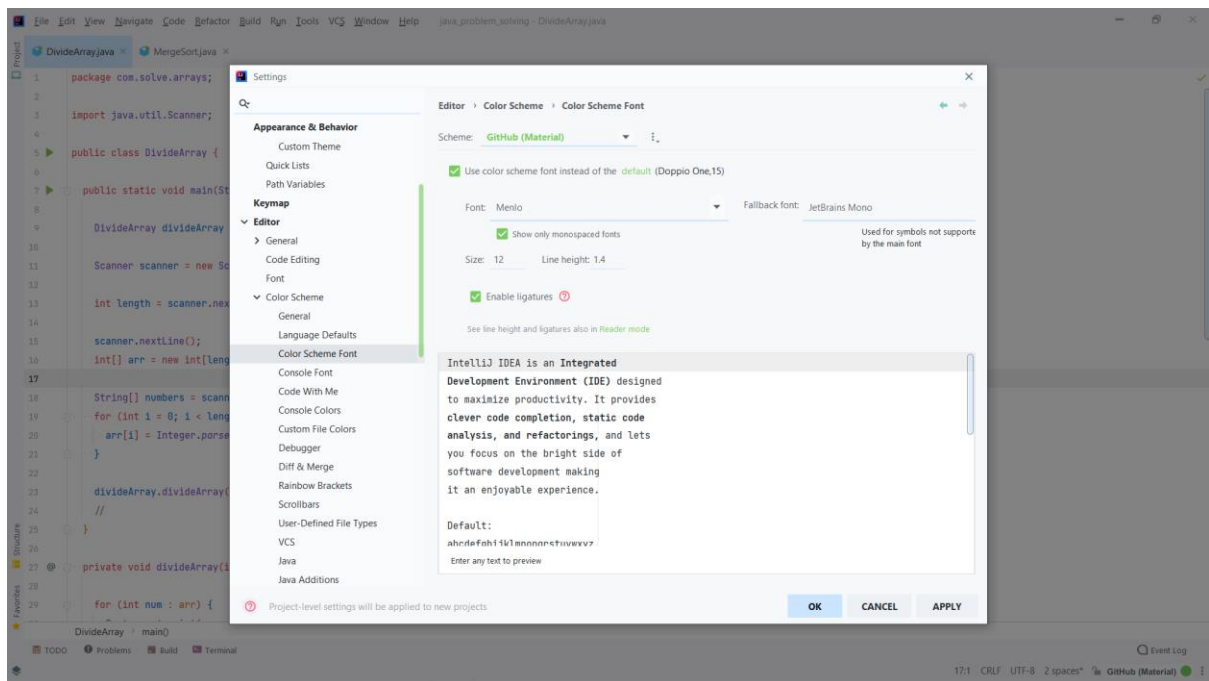 File Edit View Navigate Code Refactor Build Run Tools VCS Window Help java_problem_solving - DivideArray.java
DivideArray.java MergeSort.java
Project
1 package com.solve.arrays;
2
3 import java.util.Scanner;
4
5 public class DivideArray {
6
7 public static void main(St
8
9 DivideArray divideArray
10
11 Scanner scanner = new Sc
12
13 int length = scanner.nex
14
15 scanner.nextLine();
16 int[] arr = new int[leng
17
18 String[] numbers = scann
19 for (int i = 0; i < leng
20 arr[i] = Integer.parse
21 }
22
23 divideArray.divideArray(
24 //
25 }
26
27 @ private void divideArray(i
28
29 for (int num : arr) {
Structure
Favorites
Settings
Appearance & Behavior
Custom Theme
Quick Lists
Path Variables
Keymap
Editor
General
Code Editing
Font
Color Scheme
General
Language Defaults
Color Scheme Font
Console Font
Code With Me
Console Colors
Custom File Colors
Debugger
Diff & Merge
Rainbow Brackets
Scrollbars
User-Defined File Types
VCS
Java
Java Additions
Editor › Color Scheme › Color Scheme Font
Scheme: GitHub (Material)
Use color scheme font instead of the default (Doppio One,15)
Font: Menlo Fallback font: JetBrains Mono
Show only monospaced fonts
Used for symbols not supporte
by the main font
Size: 12 Line height: 1.4
Enable ligatures ?
See line height and ligatures also in Reader mode
IntelliJ IDEA is an Integrated
Development Environment (IDE) designed
to maximize productivity. It provides
clever code completion, static code
analysis, and refactorings, and lets
you focus on the bright side of
software development making
it an enjoyable experience.
Default:
abcdefghijklmnopqrstuvwxyz
Enter any text to preview
? Project-level settings will be applied to new projects
OK CANCEL APPLY
DivideArray › main()
TODO Problems Build Terminal Event Log
17:1 CRLF UTF-8 2 spaces* GitHub (Material)